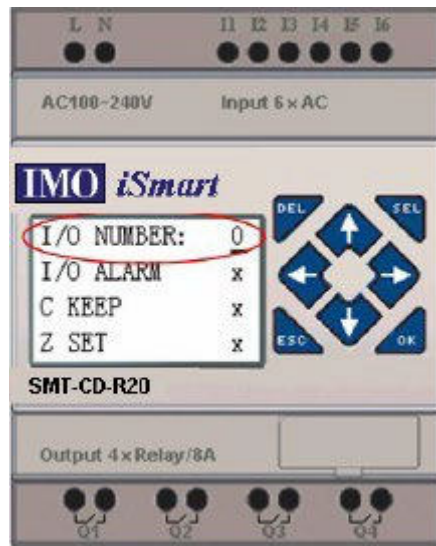 L N I1 I2 I3 I4 I5 I6
AC100~240V Input 6 x AC
IMO iSmart
DEL SEL
I/O NUMBER: 0
I/O ALARM x
C KEEP x
Z SET x
ESC OK
SMT-CD-R20
Output 4 x Relay/8A
Q1 Q2 Q3 Q4